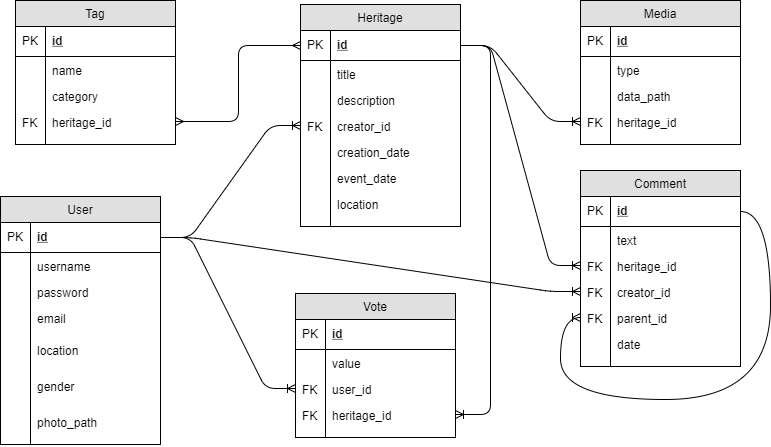 Tag
PK id
name
category
FK heritage_id
Heritage
PK id
title
description
FK creator_id
creation_date
event_date
location
Media
PK id
type
data_path
FK heritage_id
Comment
PK id
text
FK heritage_id
FK creator_id
FK parent_id
date
User
PK id
username
password
email
location
gender
photo_path
Vote
PK id
value
FK user_id
FK heritage_id